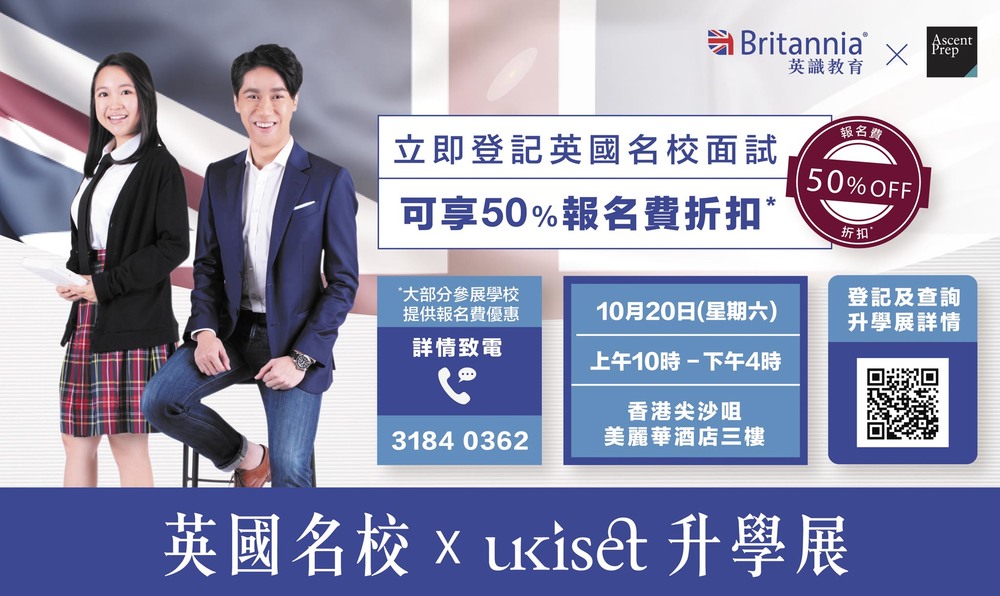 Britannia®
英識教育
×
Ascent
Prep
立即登記英國名校面試
可享50%報名費折扣*
報名費
50%OFF
折扣*
*大部分參展學校
提供報名費優惠
詳情致電
3184 0362
10月20日(星期六)
上午10時－下午4時
香港尖沙咀
美麗華酒店三樓
登記及查詢
升學展詳情
英國名校 x ukiset 升學展